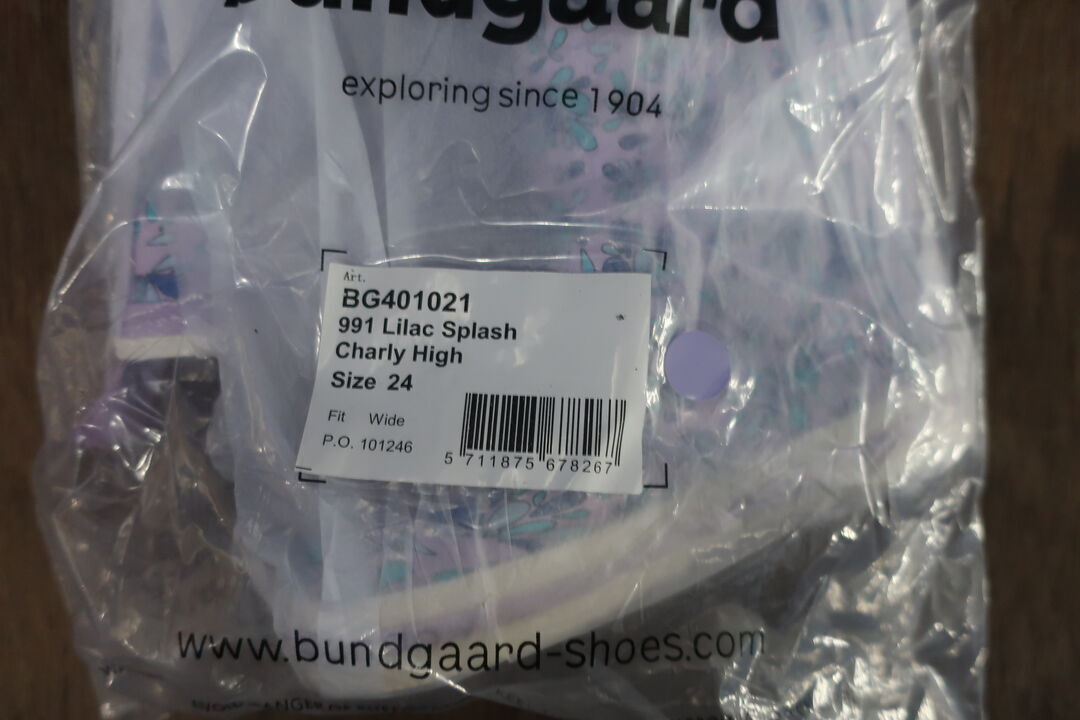 bundgaard
exploring since 1904
Art.
BG401021
991 Lilac Splash
Charly High
Size 24
Fit Wide
P.O. 101246
5 711875 678267
www.bundgaard-shoes.com